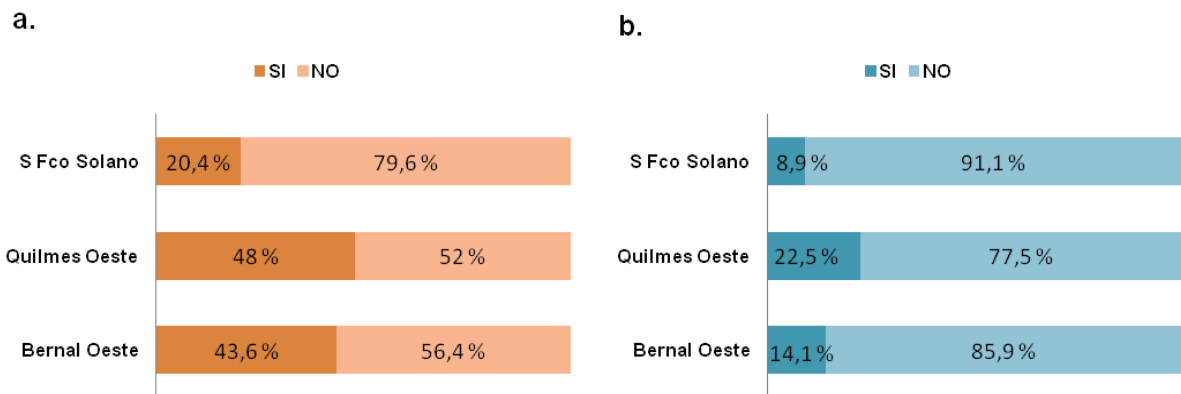 a.
SI NO
S Fco Solano
20,4 % 79,6 %
Quilmes Oeste
48 % 52 %
Bernal Oeste
43,6 % 56,4 %
b.
SI NO
S Fco Solano
8,9 % 91,1 %
Quilmes Oeste
22,5 % 77,5 %
Bernal Oeste
14,1 % 85,9 %